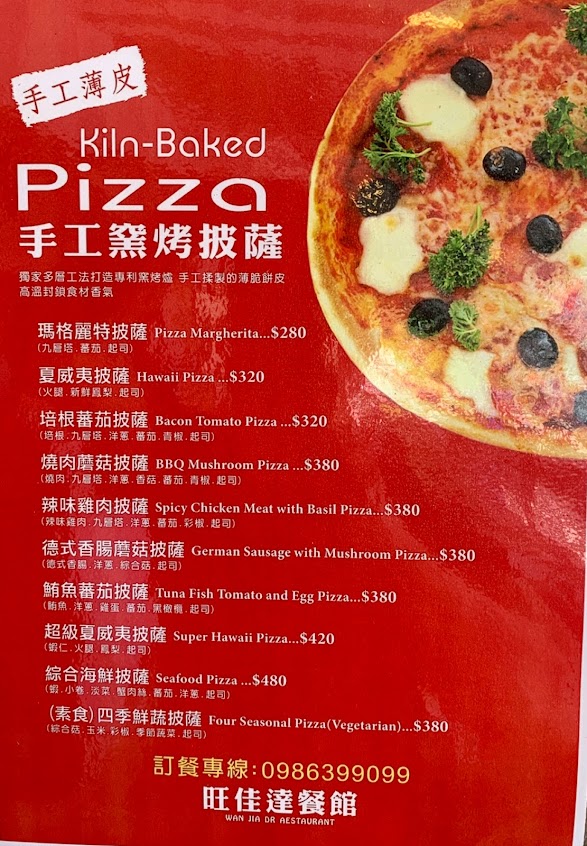 手工薄皮
Kiln-Baked
Pizza
手工窯烤披薩
獨家多層工法打造專利窯烤爐 手工揉製的薄脆餅皮
高溫封鎖食材香氣
瑪格麗特披薩 Pizza Margherita...$280
(九層塔.蕃茄.起司)
夏威夷披薩 Hawaii Pizza ...$320
(火腿.新鮮鳳梨.起司)
培根蕃茄披薩 Bacon Tomato Pizza ...$320
(培根.九層塔.洋蔥.蕃茄.青椒.起司)
燒肉蘑菇披薩 BBQ Mushroom Pizza ...$380
(燒肉.九層塔.洋蔥.香菇.蕃茄.青椒.起司)
辣味雞肉披薩 Spicy Chicken Meat with Basil Pizza...$380
(辣味雞肉.九層塔.洋蔥.蕃茄.彩椒.起司)
德式香腸蘑菇披薩 German Sausage with Mushroom Pizza...$380
(德式香腸.洋蔥.綜合菇.起司)
鮪魚蕃茄披薩 Tuna Fish Tomato and Egg Pizza...$380
(鮪魚.洋蔥.雞蛋.蕃茄.黑橄欖.起司)
超級夏威夷披薩 Super Hawaii Pizza...$420
(蝦仁.火腿.鳳梨.起司)
綜合海鮮披薩 Seafood Pizza ...$480
(蝦.小卷.淡菜.蟹肉絲.蕃茄.洋蔥.起司)
(素食)四季鮮蔬披薩 Four Seasonal Pizza(Vegetarian)...$380
(綜合菇.玉米.彩椒.季節蔬菜.起司)
訂餐專線:0986399099
旺佳達餐館
WAN JIA DR AESTAURANT